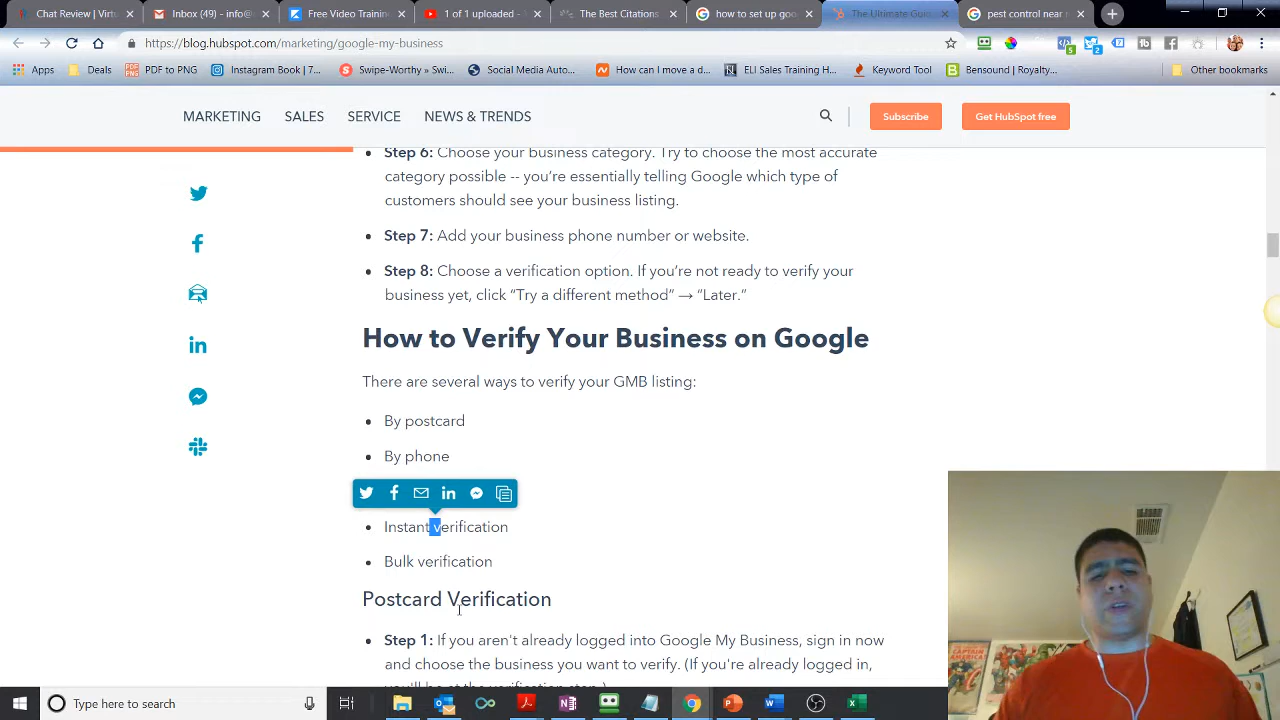 Chat Review (
Inbox (491)
Free Video Trainin
1 of 1 uploaded -
The Best Citations
how to set up goo
The Ultimate Gui
pest control near
https://blog.hubspot.com/marketing/google-my-business
Apps
Deals
PDF to PNG
Instagram Book | 7...
Swipe-Worthy » Swi...
Social Media Auto...
How can I move a d...
ELI Sales Training H...
Keyword Tool
Bensound | Royalty...
Other bookmarks
MARKETING SALES SERVICE NEWS & TRENDS
Subscribe
Get HubSpot free
Step 6: Choose your business category. Try to choose the most accurate
category possible -- you’re essentially telling Google which type of
customers should see your business listing.
Step 7: Add your business phone number or website.
Step 8: Choose a verification option. If you’re not ready to verify your
business yet, click “Try a different method” → “Later.”
How to Verify Your Business on Google
There are several ways to verify your GMB listing:
By postcard
By phone
Instant verification
Bulk verification
Postcard Verification
Step 1: If you aren't already logged into Google My Business, sign in now
and choose the business you want to verify. (If you're already logged in,
Type here to search